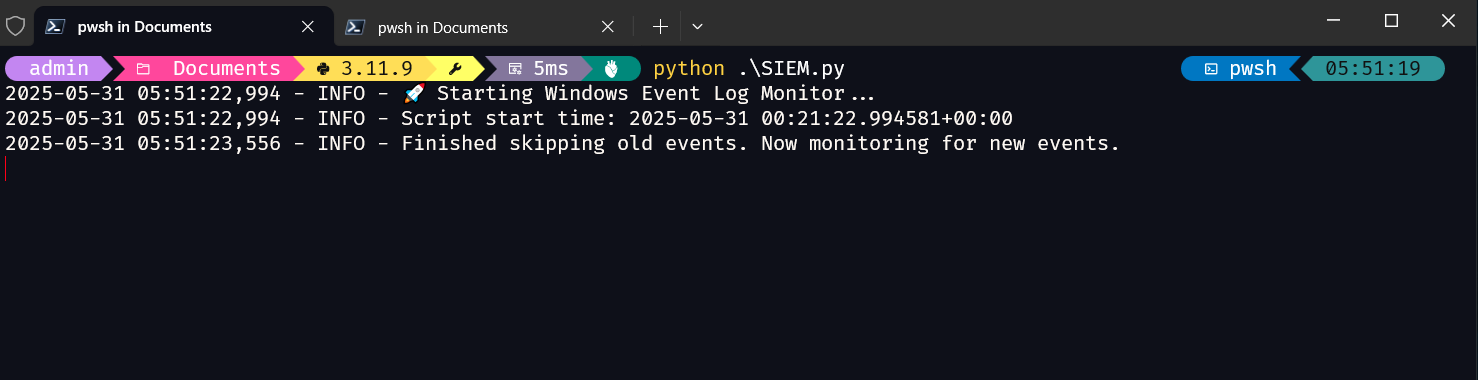 pwsh in Documents
pwsh in Documents
admin Documents 3.11.9 5ms python .\SIEM.py pwsh 05:51:19
2025-05-31 05:51:22,994 - INFO - 🚀 Starting Windows Event Log Monitor...
2025-05-31 05:51:22,994 - INFO - Script start time: 2025-05-31 00:21:22.994581+00:00
2025-05-31 05:51:23,556 - INFO - Finished skipping old events. Now monitoring for new events.